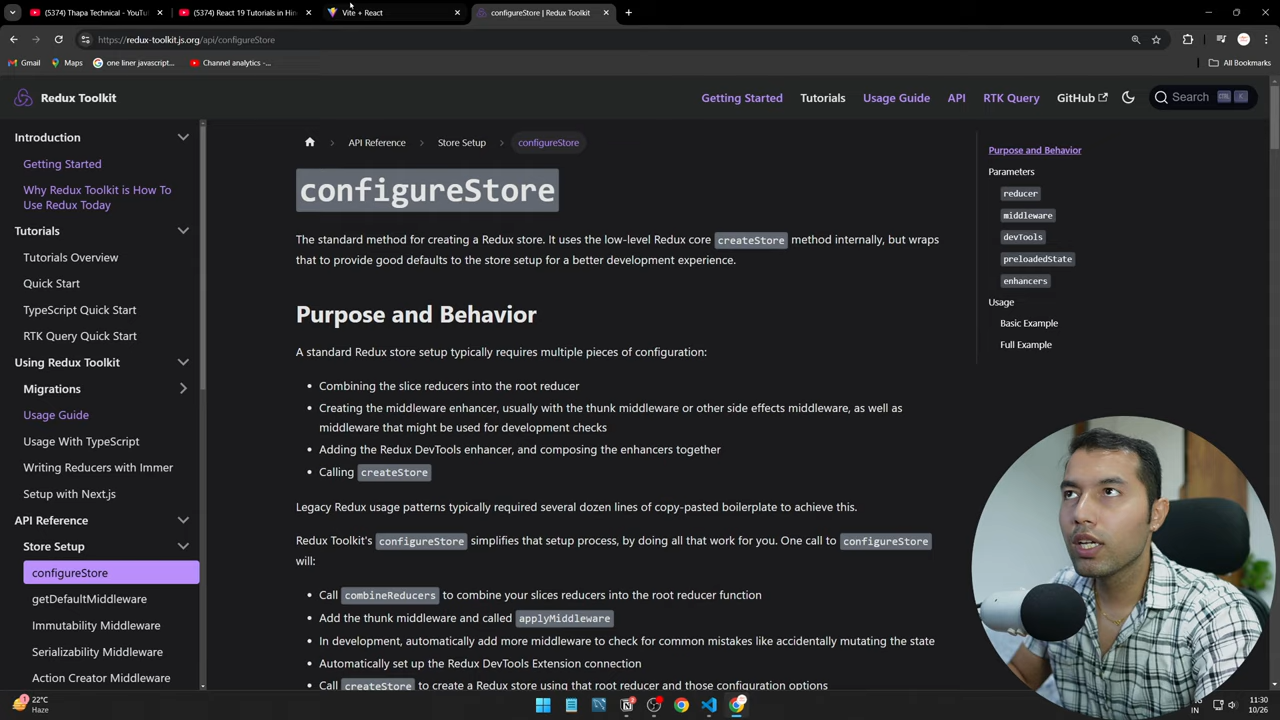 (5374) Thapa Technical - YouTu
(5374) React 19 Tutorials in Hin
Vite + React
configureStore | Redux Toolkit
https://redux-toolkit.js.org/api/configureStore
Gmail
Maps
one liner javascript...
Channel analytics -...
All Bookmarks
Redux Toolkit
Getting Started
Tutorials
Usage Guide
API
RTK Query
GitHub
Search
CTRL
K
Introduction
Getting Started
Why Redux Toolkit is How To
Use Redux Today
Tutorials
Tutorials Overview
Quick Start
TypeScript Quick Start
RTK Query Quick Start
Using Redux Toolkit
Migrations
Usage Guide
Usage With TypeScript
Writing Reducers with Immer
Setup with Next.js
API Reference
Store Setup
configureStore
getDefaultMiddleware
Immutability Middleware
Serializability Middleware
Action Creator Middleware
API Reference
Store Setup
configureStore
configureStore
The standard method for creating a Redux store. It uses the low-level Redux core createStore method internally, but wraps
that to provide good defaults to the store setup for a better development experience.
Purpose and Behavior
A standard Redux store setup typically requires multiple pieces of configuration:
• Combining the slice reducers into the root reducer
• Creating the middleware enhancer, usually with the thunk middleware or other side effects middleware, as well as
middleware that might be used for development checks
• Adding the Redux DevTools enhancer, and composing the enhancers together
• Calling createStore
Legacy Redux usage patterns typically required several dozen lines of copy-pasted boilerplate to achieve this.
Redux Toolkit's configureStore simplifies that setup process, by doing all that work for you. One call to configureStore
will:
• Call combineReducers to combine your slices reducers into the root reducer function
• Add the thunk middleware and called applyMiddleware
• In development, automatically add more middleware to check for common mistakes like accidentally mutating the state
• Automatically set up the Redux DevTools Extension connection
• Call createStore to create a Redux store using that root reducer and those configuration options
Purpose and Behavior
Parameters
reducer
middleware
devTools
preloadedState
enhancers
Usage
Basic Example
Full Example
1
22°C
Haze
IN
11:30
10/26